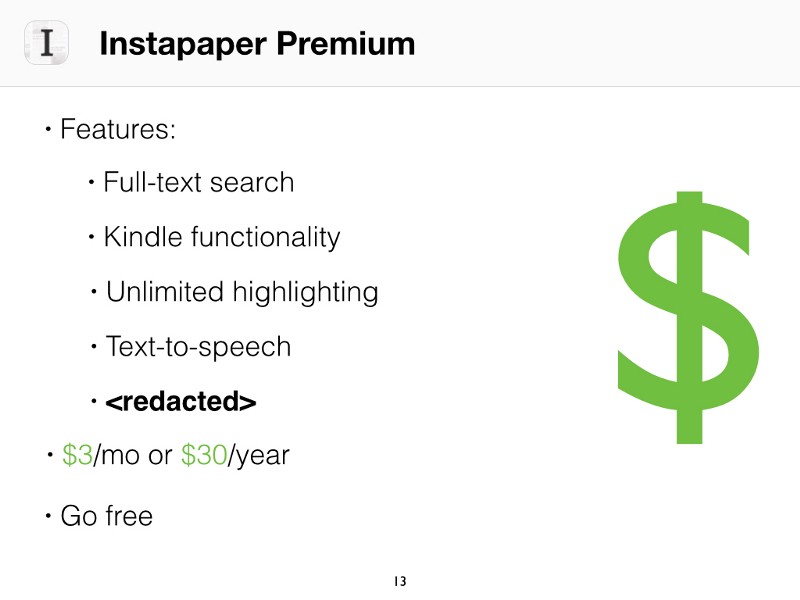 I
Instapaper Premium
• Features:
• Full-text search
• Kindle functionality
• Unlimited highlighting
• Text-to-speech
• <redacted>
• $3/mo or $30/year
• Go free
$
13